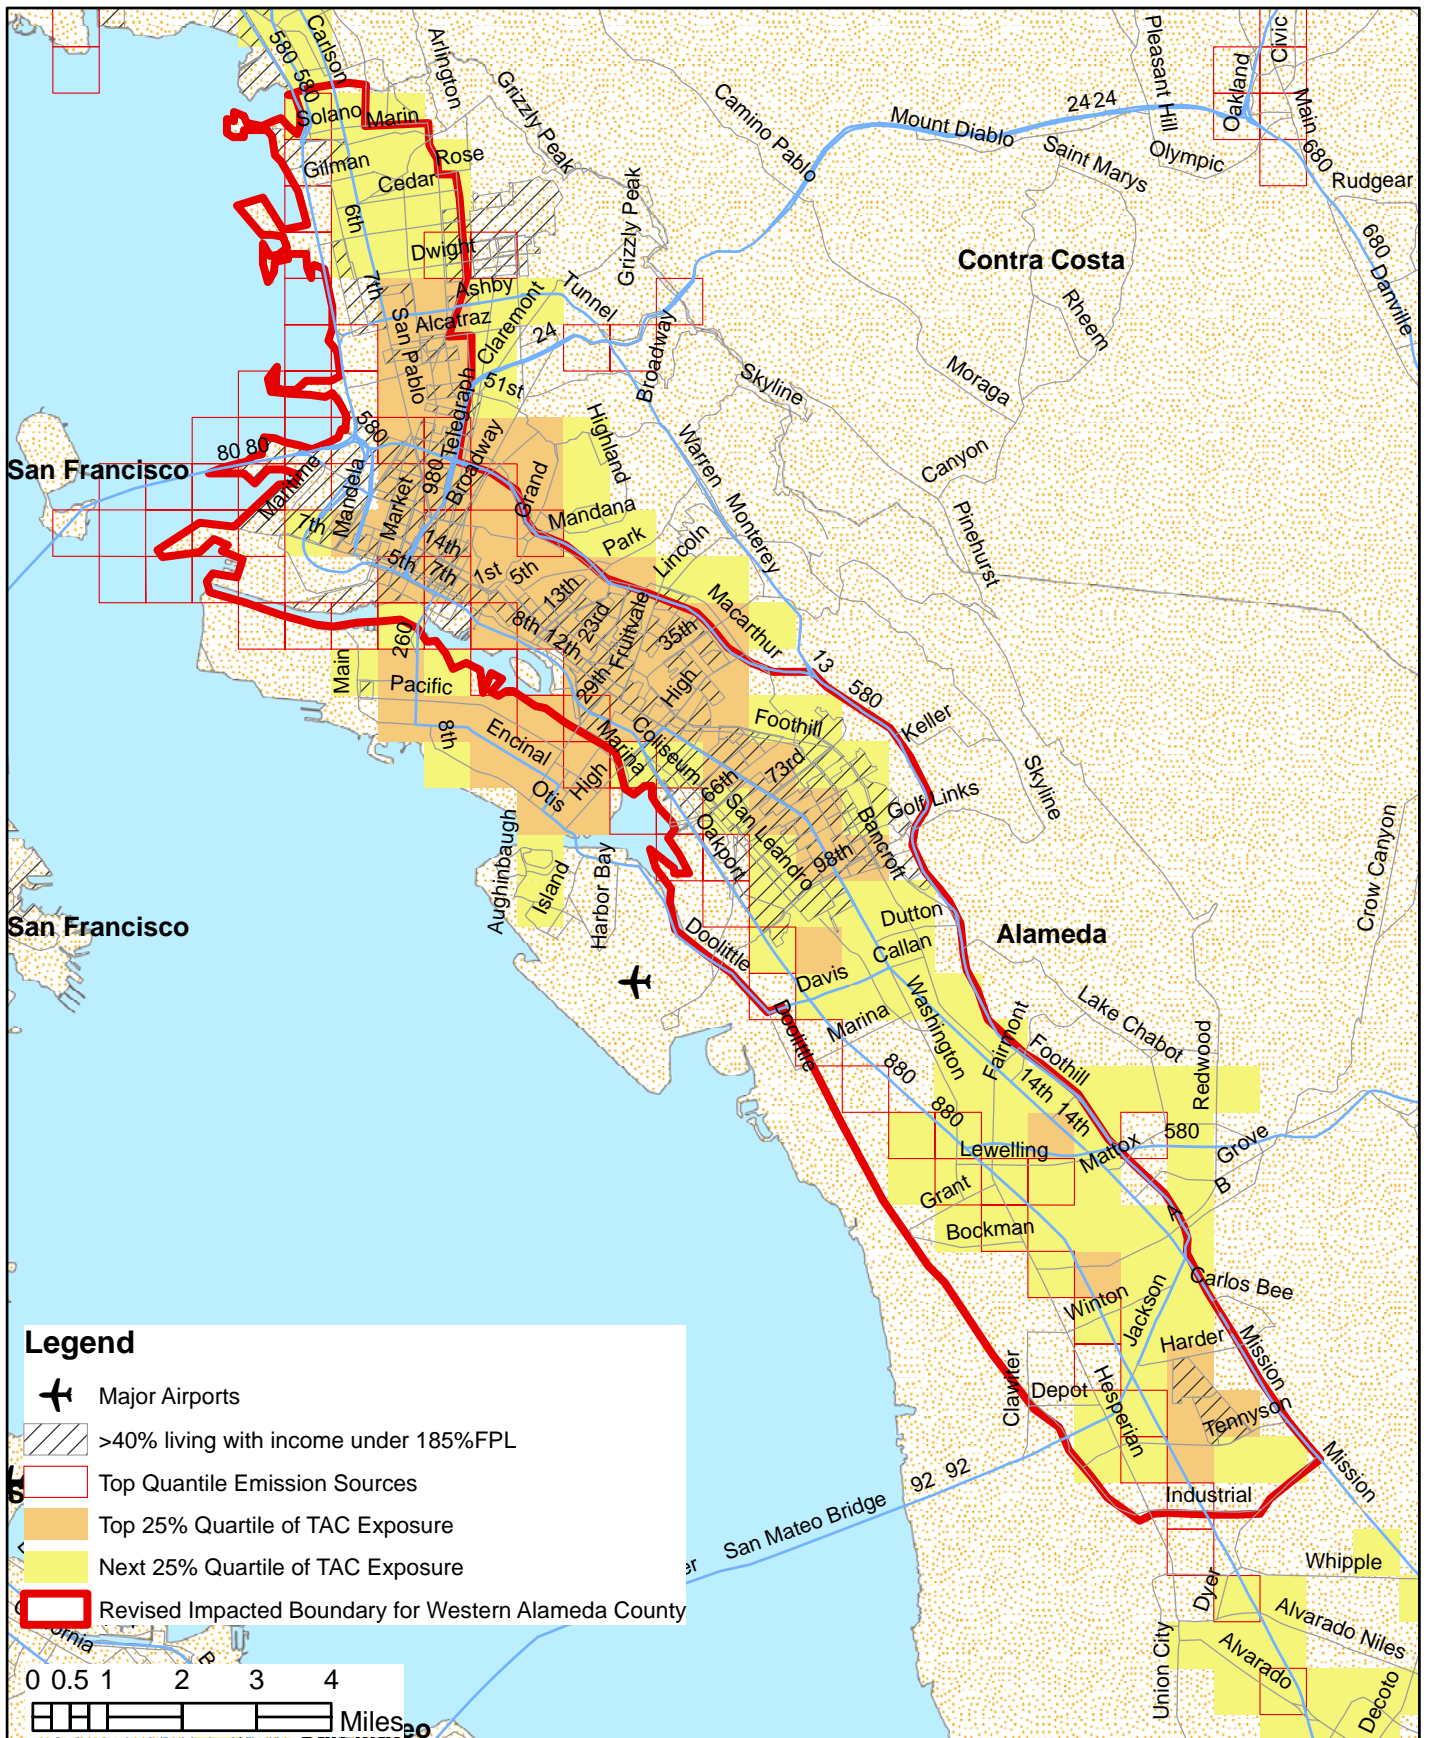 580
580
Carlson
Arlington
Grizzly Peak
Solano
Marin
Gilman
Rose
Cedar
6th
Dwight
7th
Ashby
San Pablo
Alcatraz
Claremont
24
Tunnel
Grizzly Peak
Broadway
Camino Pablo
Mount Diablo
24 24
Pleasant Hill
Oakland
Civic
Main
Saint Marys
Olympic
680
Rudgear
680
Danville
Contra Costa
Rheem
Moraga
Skyline
Canyon
Pinehurst
51st
Telegraph
580
80 80
San Francisco
Maritime
Mandela
Market
980
Broadway
Grand
Highland
Warren
Monterey
Mandana
Park
Lincoln
7th
14th
5th
7th
1st
5th
13th
8th
12th
23rd
Fruitvale
35th
Macarthur
13
580
260
Main
Pacific
8th
Encinal
29th
High
Marina
Coliseum
Foothill
Keller
Otis
High
66th
73rd
Golf Links
Skyline
San Leandro
Oakport
98th
Bancroft
Aughinbaugh
Island
Harbor Bay
Crow Canyon
San Francisco
Doolittle
Dutton
Callan
Alameda
Davis
Washington
Doolittle
Marina
Fairmont
Foothill
Lake Chabot
Redwood
880
880
14th
14th
Lewelling
Mattox
580
Grove
Grant
B
A
Bockman
Carlos Bee
Winton
Jackson
Harder
Mission
Clawiter
Depot
Hesperian
Tennyson
92 92
Industrial
Mission
San Mateo Bridge
Whipple
Dyer
Union City
Alvarado Niles
Alvarado
Decoto
Legend
Major Airports
>40% living with income under 185%FPL
Top Quantile Emission Sources
Top 25% Quartile of TAC Exposure
Next 25% Quartile of TAC Exposure
Revised Impacted Boundary for Western Alameda County
0 0.5 1 2 3 4
Miles